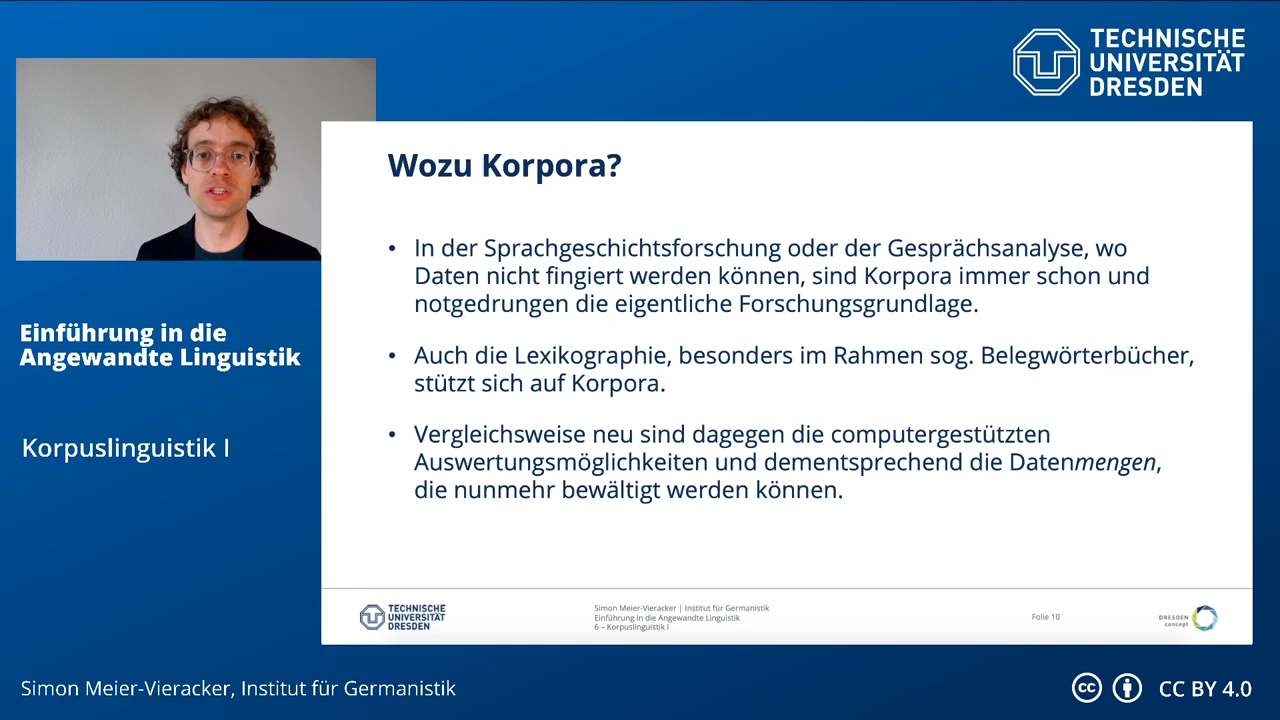 TECHNISCHE
UNIVERSITÄT
DRESDEN
Wozu Korpora?
• In der Sprachgeschichtsforschung oder der Gesprächsanalyse, wo
Daten nicht fingiert werden können, sind Korpora immer schon und
notgedrungen die eigentliche Forschungsgrundlage.
• Auch die Lexikographie, besonders im Rahmen sog. Belegwörterbücher,
stützt sich auf Korpora.
• Vergleichsweise neu sind dagegen die computergestützten
Auswertungsmöglichkeiten und dementsprechend die Datenmengen,
die nunmehr bewältigt werden können.
Einführung in die
Angewandte Linguistik
Korpuslinguistik I
TECHNISCHE
UNIVERSITÄT
DRESDEN
Simon Meier-Vieracker | Institut für Germanistik
Einführung in die Angewandte Linguistik
6 – Korpuslinguistik I
Folie 10
DRESDEN
concept
Simon Meier-Vieracker, Institut für Germanistik
cc
CC BY 4.0